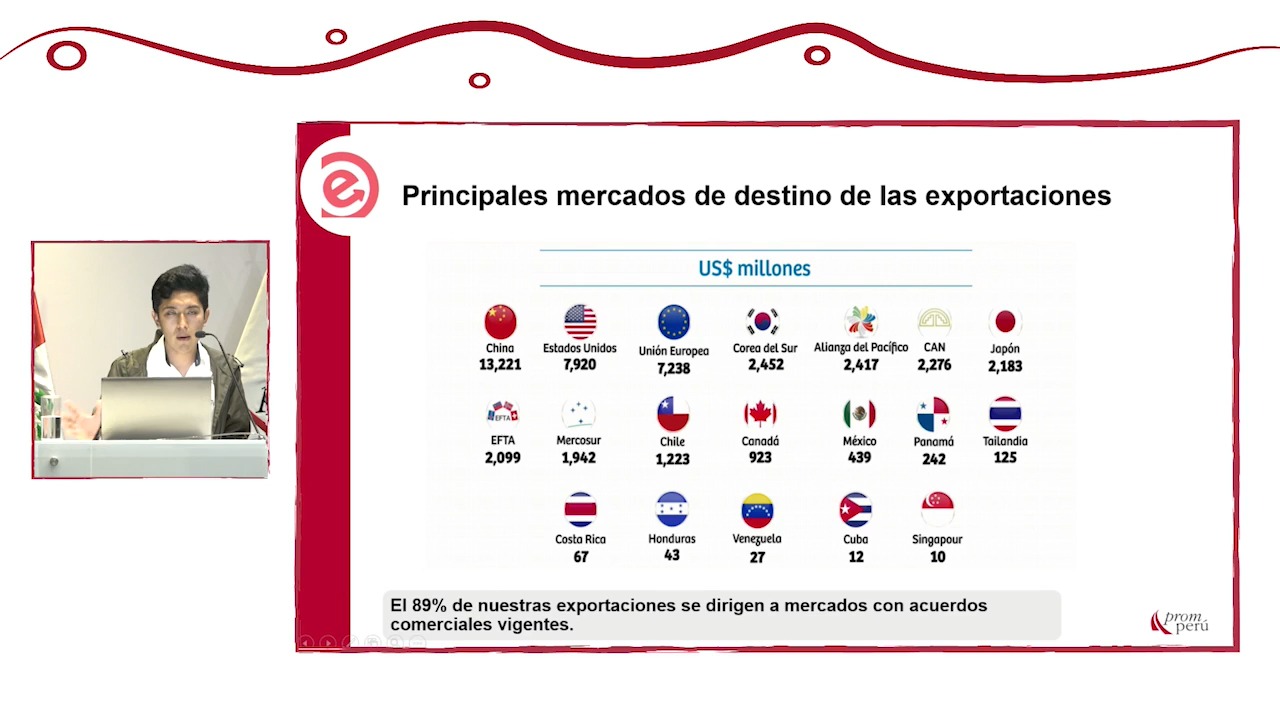 Principales mercados de destino de las exportaciones
US$ millones
China
13,221
Estados Unidos
7,920
Unión Europea
7,238
Corea del Sur
2,452
Alianza del Pacífico
2,417
CAN
2,276
Japón
2,183
EFTA
EFTA
2,099
Mercosur
1,942
Chile
1,223
Canadá
923
México
439
Panamá
242
Tailandia
125
Costa Rica
67
Honduras
43
Venezuela
27
Cuba
12
Singapour
10
El 89% de nuestras exportaciones se dirigen a mercados con acuerdos
comerciales vigentes.
prom
perú